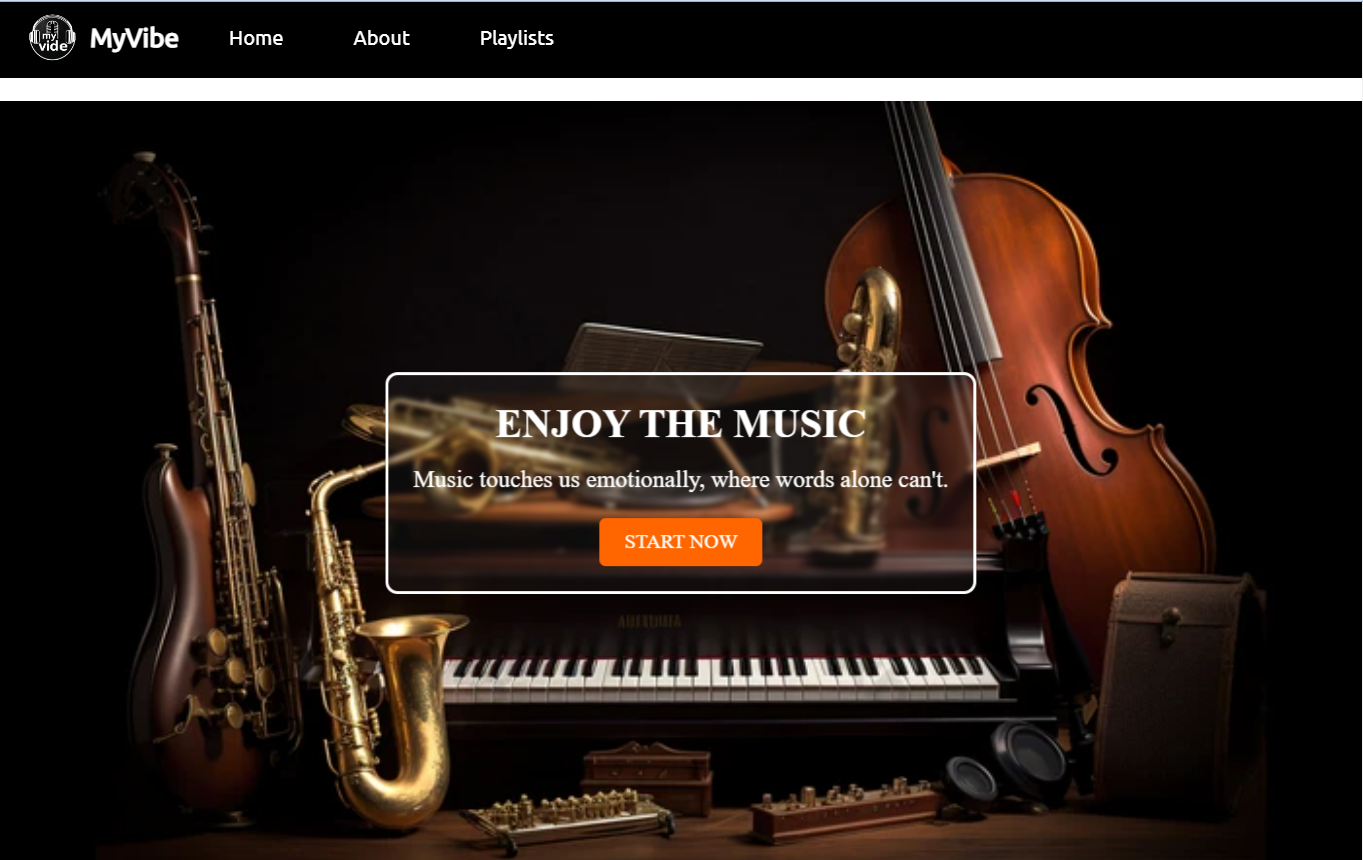 my
vide
MyVibe Home About Playlists
ENJOY THE MUSIC
Music touches us emotionally, where words alone can't.
START NOW